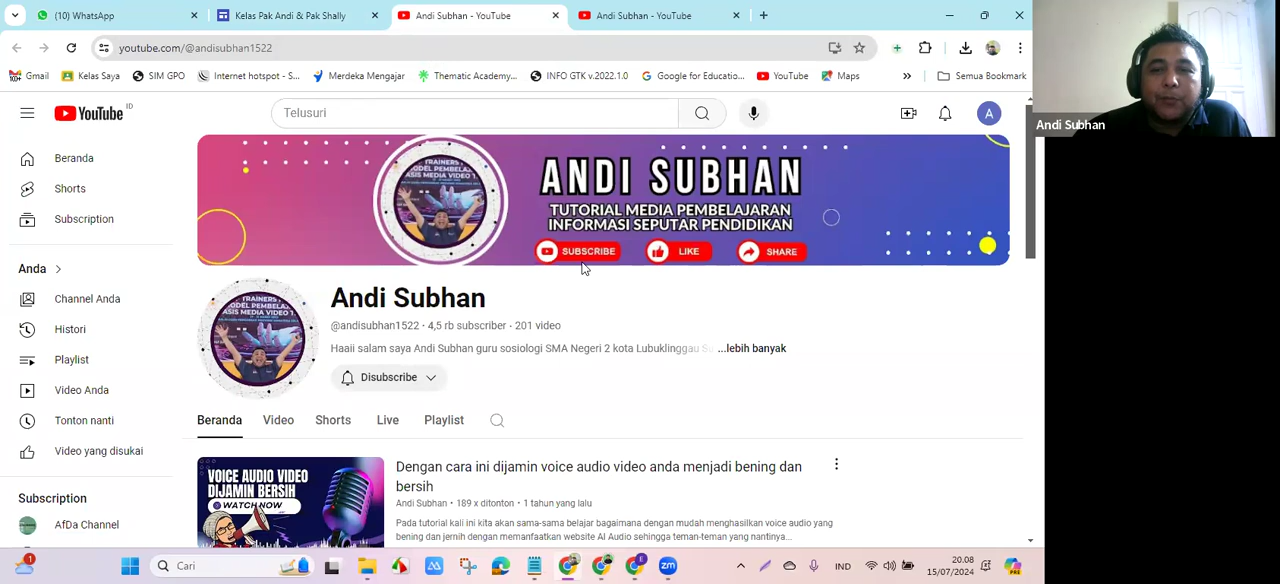 (10) WhatsApp
Kelas Pak Andi & Pak Shally
Andi Subhan - YouTube
Andi Subhan - YouTube
youtube.com/@andisubhan1522
Gmail
Kelas Saya
SIM GPO
Internet hotspot - S...
Merdeka Mengajar
Thematic Academy...
INFO GTK v.2022.1.0
Google for Educatio...
YouTube
Maps
Semua Bookmark
Andi Subhan
YouTube ID
Telusuri
A
Beranda
Shorts
Subscription
Anda
Channel Anda
Histori
Playlist
Video Anda
Tonton nanti
Video yang disukai
Subscription
AfDa Channel
ANDI SUBHAN
TUTORIAL MEDIA PEMBELAJARAN
INFORMASI SEPUTAR PENDIDIKAN
SUBSCRIBE
LIKE
SHARE
Andi Subhan
@andisubhan1522 · 4,5 rb subscriber · 201 video
Haaii salam saya Andi Subhan guru sosiologi SMA Negeri 2 kota Lubuklinggau ...lebih banyak
Disubscribe
Beranda
Video
Shorts
Live
Playlist
VOICE AUDIO VIDEO
DIJAMIN BERSIH
WATCH NOW
Dengan cara ini dijamin voice audio video anda menjadi bening dan
bersih
Andi Subhan · 189 x ditonton · 1 tahun yang lalu
Pada tutorial kali ini kita akan sama-sama belajar bagaimana dengan mudah menghasilkan voice audio yang
bening dan jernih dengan memanfaatkan website AI Audio sehingga teman-teman yang nantinya...
Cari
zm
IND
20.08
15/07/2024
PRE